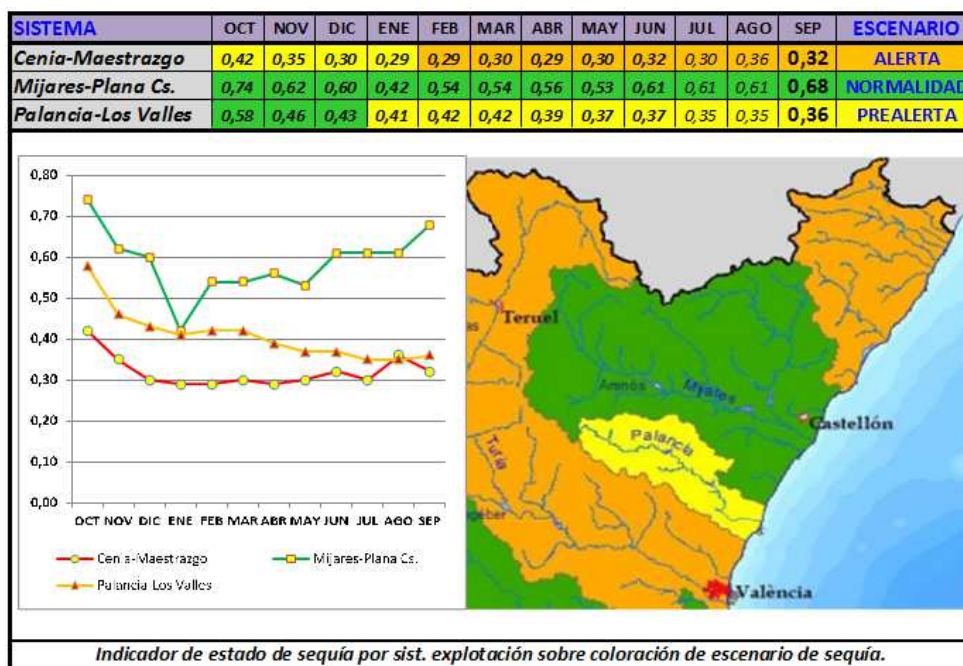 SISTEMA OCT NOV DIC ENE FEB MAR ABR MAY JUN JUL AGO SEP ESCENARIO
Cenia-Maestrazgo 0,42 0,35 0,30 0,29 0,29 0,30 0,29 0,30 0,32 0,30 0,36 0,32 ALERTA
Mijares-Plana Cs. 0,74 0,62 0,60 0,42 0,54 0,54 0,56 0,53 0,61 0,61 0,61 0,68 NORMALIDAD
Palancia-Los Valles 0,58 0,46 0,43 0,41 0,42 0,42 0,39 0,37 0,37 0,35 0,35 0,36 PREALERTA
0,80
0,70
0,60
0,50
0,40
0,30
0,20
0,10
0,00
OCT NOV DIC ENE FEB MAR ABR MAY JUN JUL AGO SEP
Cenia-Maestrazgo
Mijares-Plana Cs.
Palancia-Los Valles
Teruel
Mijares
Castellón
Palancia
Turia
València
Indicador de estado de sequía por sist. explotación sobre coloración de escenario de sequía.